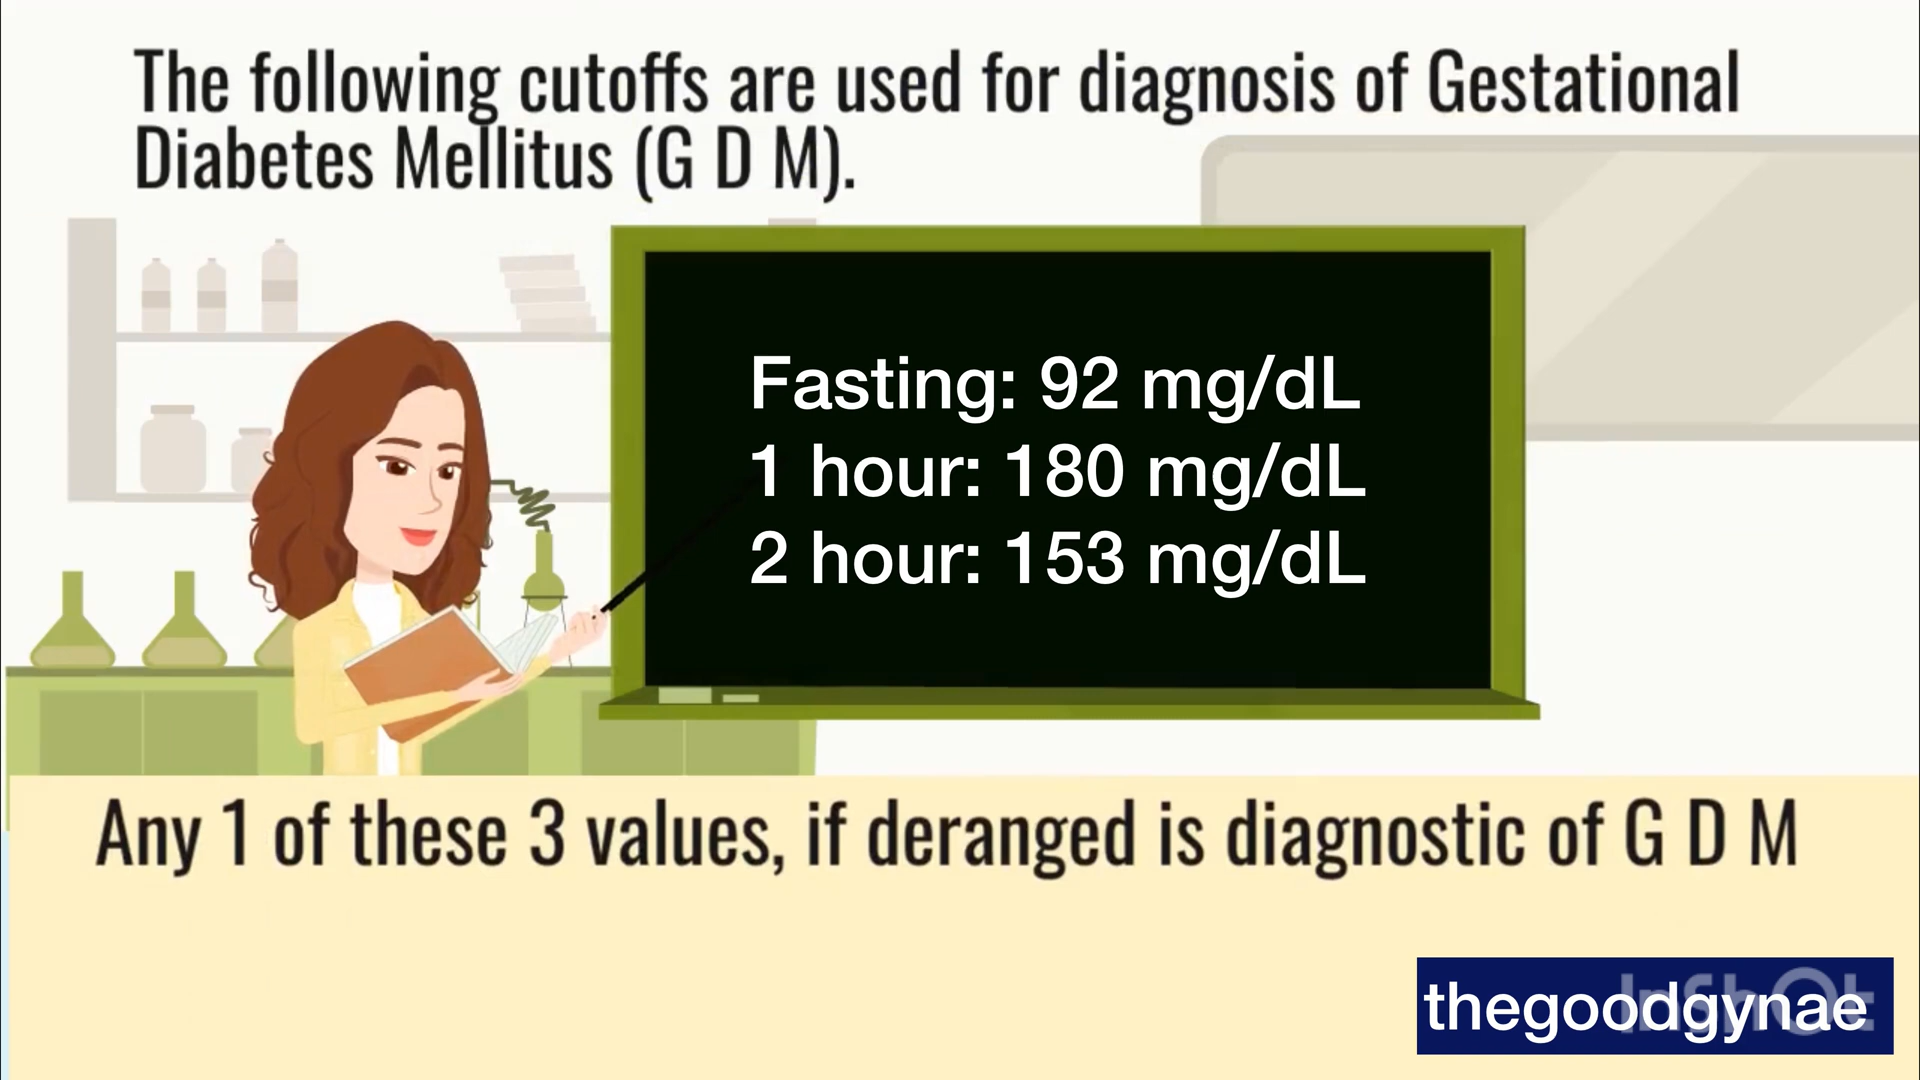 The following cutoffs are used for diagnosis of Gestational
Diabetes Mellitus (G D M).
Fasting: 92 mg/dL
1 hour: 180 mg/dL
2 hour: 153 mg/dL
Any 1 of these 3 values, if deranged is diagnostic of G D M
thegoodgynae
InShOt